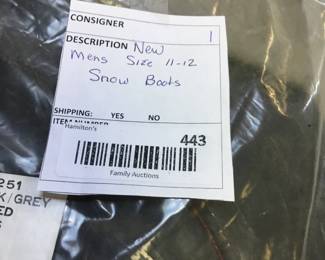 CONSIGNER 1
DESCRIPTION New
Mens Size 11-12
Snow Boots
SHIPPING: YES NO
ITEM NUMBER
Hamilton's
443
Family Auctions
251
K/GREY
ED
S